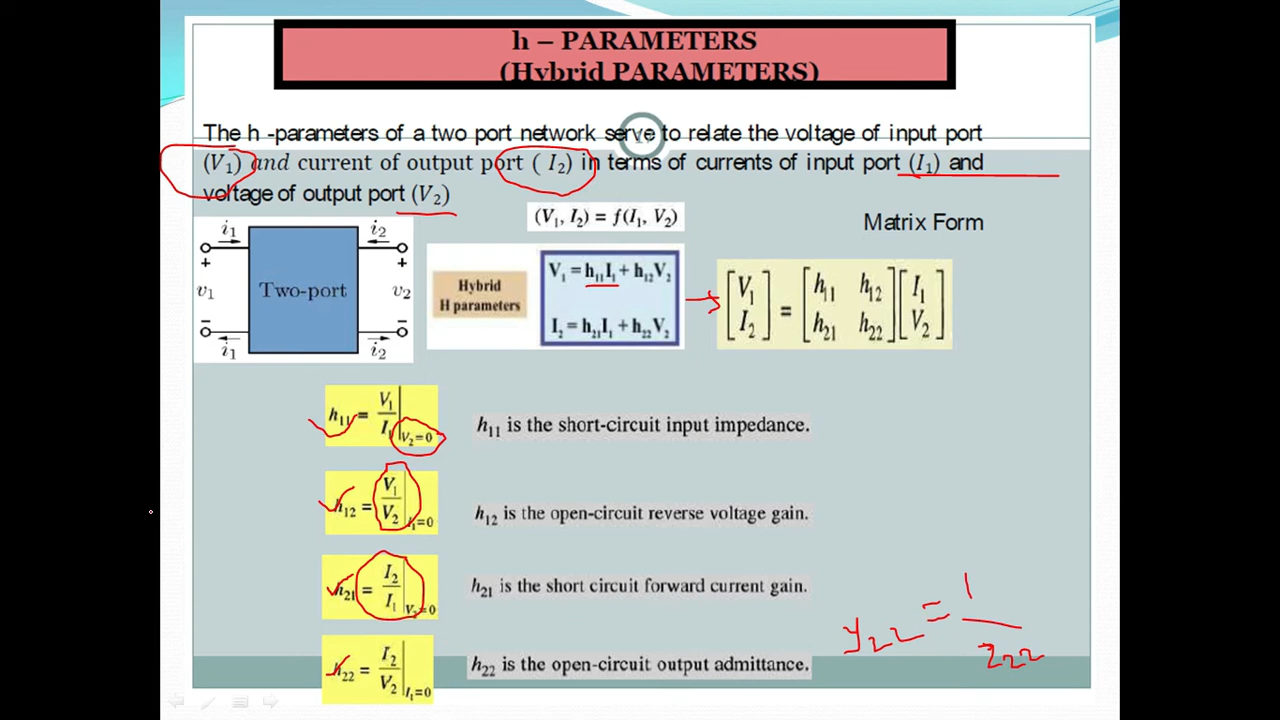 h – PARAMETERS
(Hybrid PARAMETERS)
The h -parameters of a two port network serve to relate the voltage of input port
(V₁) and current of output port ( I₂) in terms of currents of input port (I₁) and
voltage of output port (V₂)
(V₁, I₂) = f(I₁, V₂)
Matrix Form
i₁
i₂
+
+
v₁
Two-port
v₂
−
−
i₁
i₂
Hybrid
H parameters
V₁ = h₁₁I₁ + h₁₂V₂
I₂ = h₂₁I₁ + h₂₂V₂
[V₁ I₂] = [h₁₁ h₁₂ h₂₁ h₂₂] [I₁ V₂]
h₁₁ = V₁/I₁ |V₂=0
h₁₁ is the short-circuit input impedance.
h₁₂ = V₁/V₂ |I₁=0
h₁₂ is the open-circuit reverse voltage gain.
h₂₁ = I₂/I₁ |V₂=0
h₂₁ is the short circuit forward current gain.
h₂₂ = I₂/V₂ |I₁=0
h₂₂ is the open-circuit output admittance.
y₂₂ = 1/z₂₂